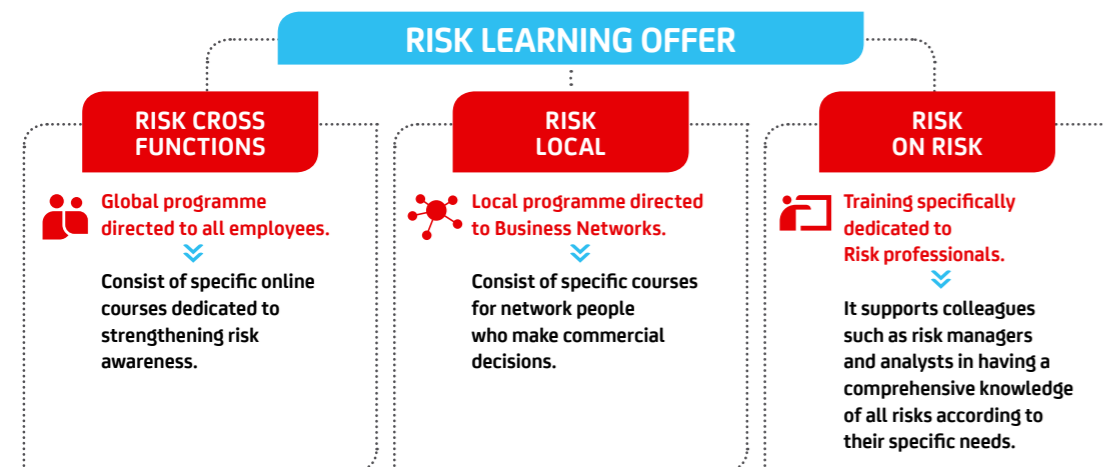 RISK LEARNING OFFER
RISK CROSS
FUNCTIONS
Global programme
directed to all employees.
Consist of specific online
courses dedicated to
strengthening risk
awareness.
RISK
LOCAL
Local programme directed
to Business Networks.
Consist of specific courses
for network people
who make commercial
decisions.
RISK
ON RISK
Training specifically
dedicated to
Risk professionals.
It supports colleagues
such as risk managers
and analysts in having a
comprehensive knowledge
of all risks according to
their specific needs.